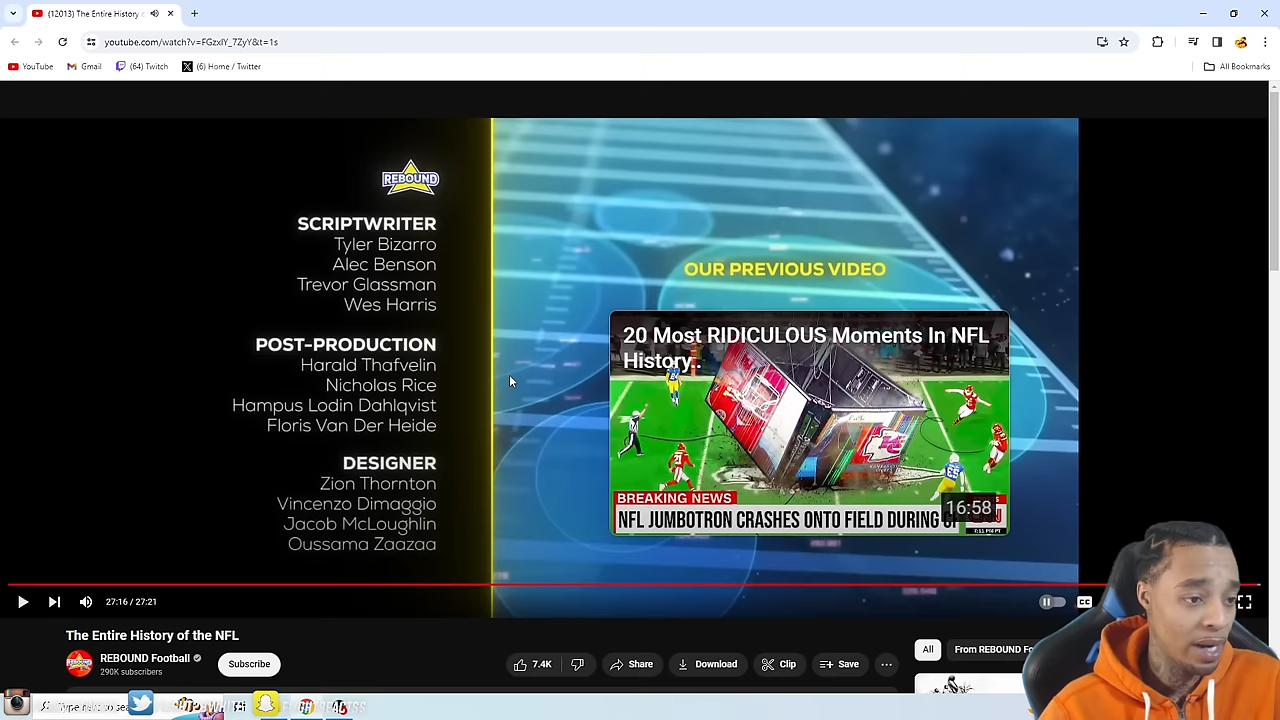 (12013) The Entire History
youtube.com/watch?v=FGzxIY_7ZyY&t=1s
YouTube
Gmail
(64) Twitch
(6) Home / Twitter
All Bookmarks
REBOUND
SCRIPTWRITER
Tyler Bizarro
Alec Benson
Trevor Glassman
Wes Harris
POST-PRODUCTION
Harald Thafvelin
Nicholas Rice
Hampus Lodin Dahlqvist
Floris Van Der Heide
DESIGNER
Zion Thornton
Vincenzo Dimaggio
Jacob McLoughlin
Oussama Zaazaa
OUR PREVIOUS VIDEO
20 Most RIDICULOUS Moments In NFL
History..
BREAKING NEWS
NFL JUMBOTRON CRASHES ONTO FIELD DURING
16:58
27:16 / 27:21
CC
The Entire History of the NFL
REBOUND Football
290K subscribers
Subscribe
7.4K
Share
Download
Clip
Save
All
From REBOUND